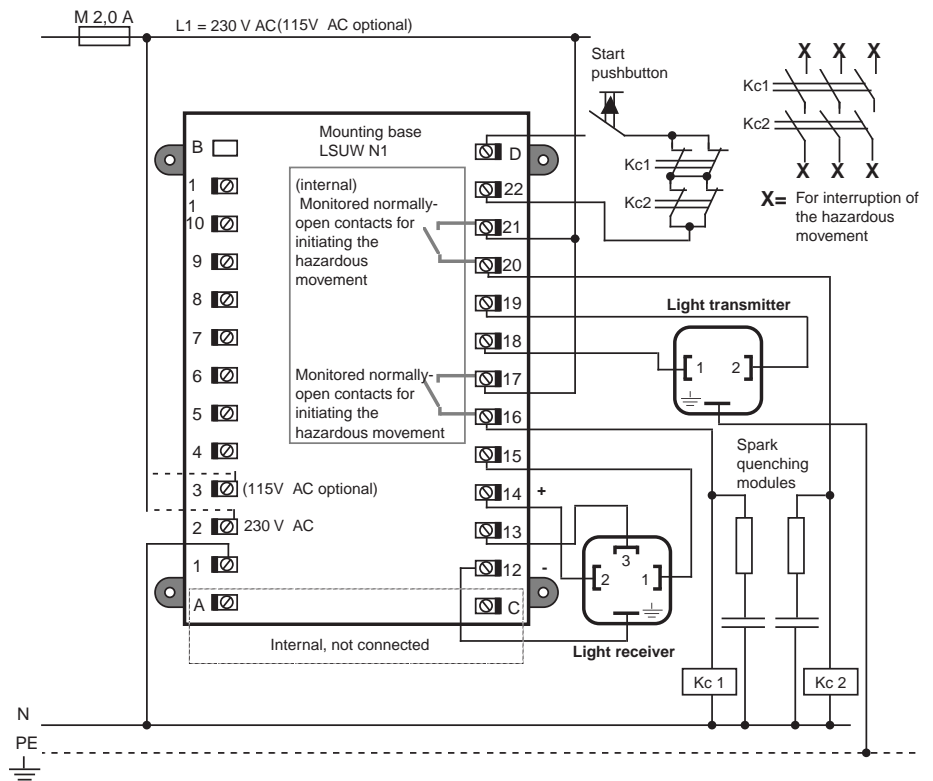 M 2,0 A
L1 = 230 V AC(115V AC optional)
Start
pushbutton
X X X
Kc1
Kc2
X X X
X= For interruption of
the hazardous
movement
Kc1
Kc2
Mounting base
LSUW N1
(internal)
Monitored normally-
open contacts for
initiating the
hazardous
movement
Monitored normally-
open contacts for
initiating the
hazardous movement
B
1
1
10
9
8
7
6
5
4
3 (115V AC optional)
2 230 V AC
1
A
D
22
21
20
19
18
17
16
15
14 +
13
12 -
C
Internal, not connected
Light transmitter
1 2
Spark
quenching
modules
3
2 1
Light receiver
Kc 1
Kc 2
N
PE